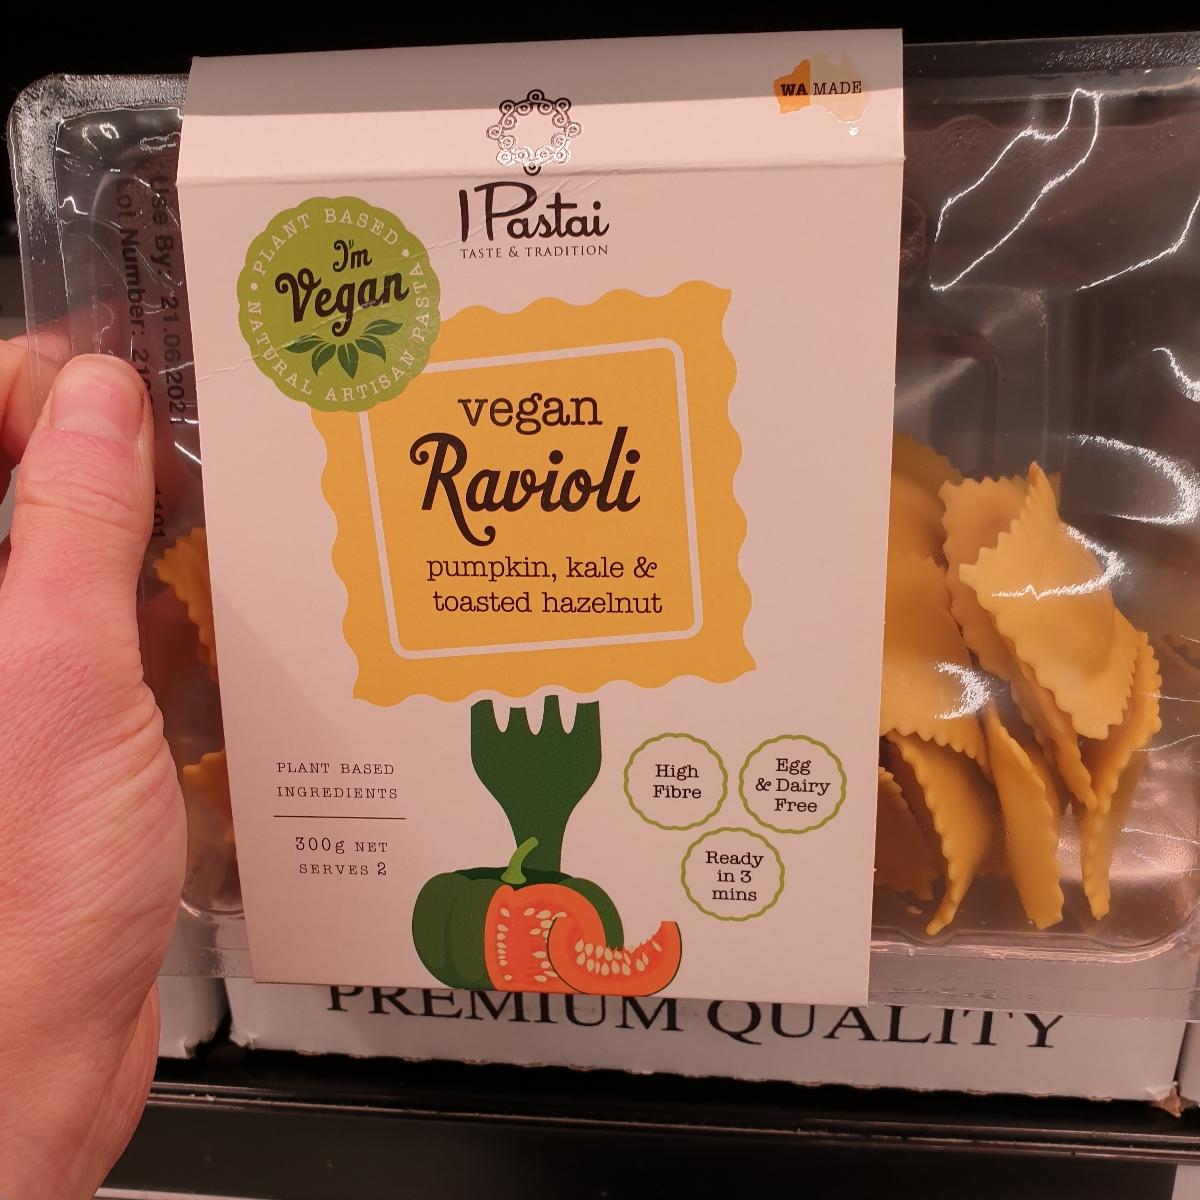 WA MADE
I Pastai
TASTE & TRADITION
PLANT BASED
I'm
Vegan
NATURAL ARTISAN PASTA
vegan
Ravioli
pumpkin, kale &
toasted hazelnut
PLANT BASED
INGREDIENTS
300g NET
SERVES 2
High
Fibre
Egg
& Dairy
Free
Ready
in 3
mins
Use By: 21.06.2021
Lot Number:
PREMIUM QUALITY